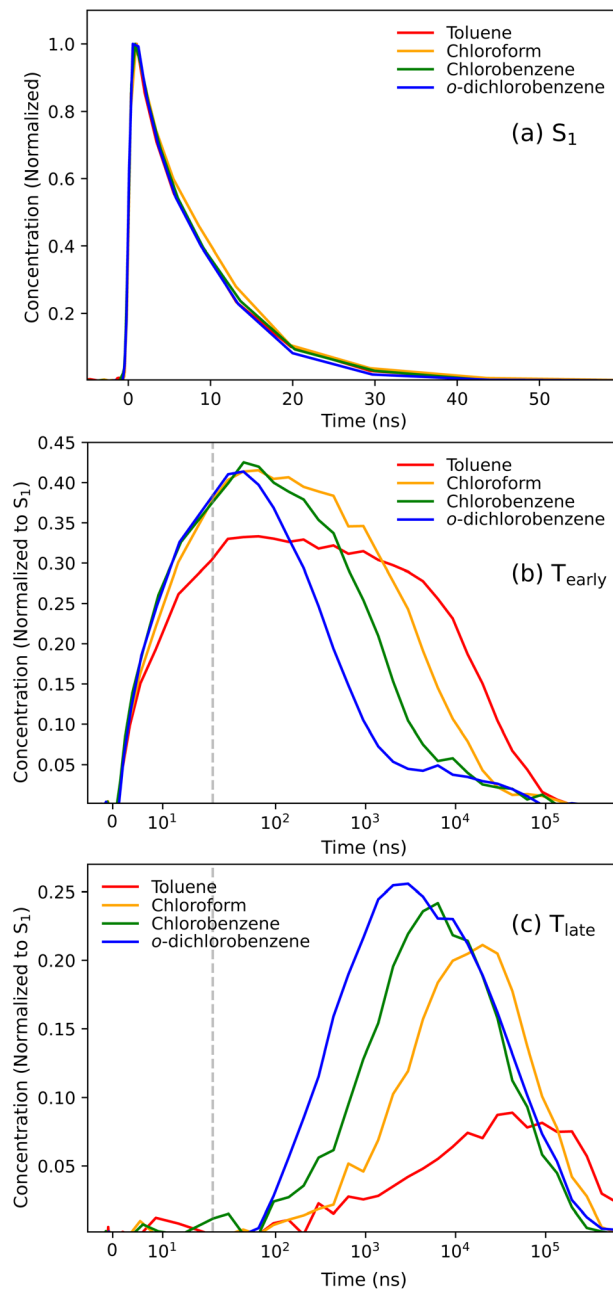 Toluene
Chloroform
Chlorobenzene
o-dichlorobenzene
(a) S₁
Concentration (Normalized)
1.0
0.8
0.6
0.4
0.2
0 10 20 30 40 50
Time (ns)
Toluene
Chloroform
Chlorobenzene
o-dichlorobenzene
(b) T_early
Concentration (Normalized to S₁)
0.45
0.40
0.35
0.30
0.25
0.20
0.15
0.10
0.05
0 10¹ 10² 10³ 10⁴ 10⁵
Time (ns)
Toluene
Chloroform
Chlorobenzene
o-dichlorobenzene
(c) T_late
Concentration (Normalized to S₁)
0.25
0.20
0.15
0.10
0.05
0 10¹ 10² 10³ 10⁴ 10⁵
Time (ns)